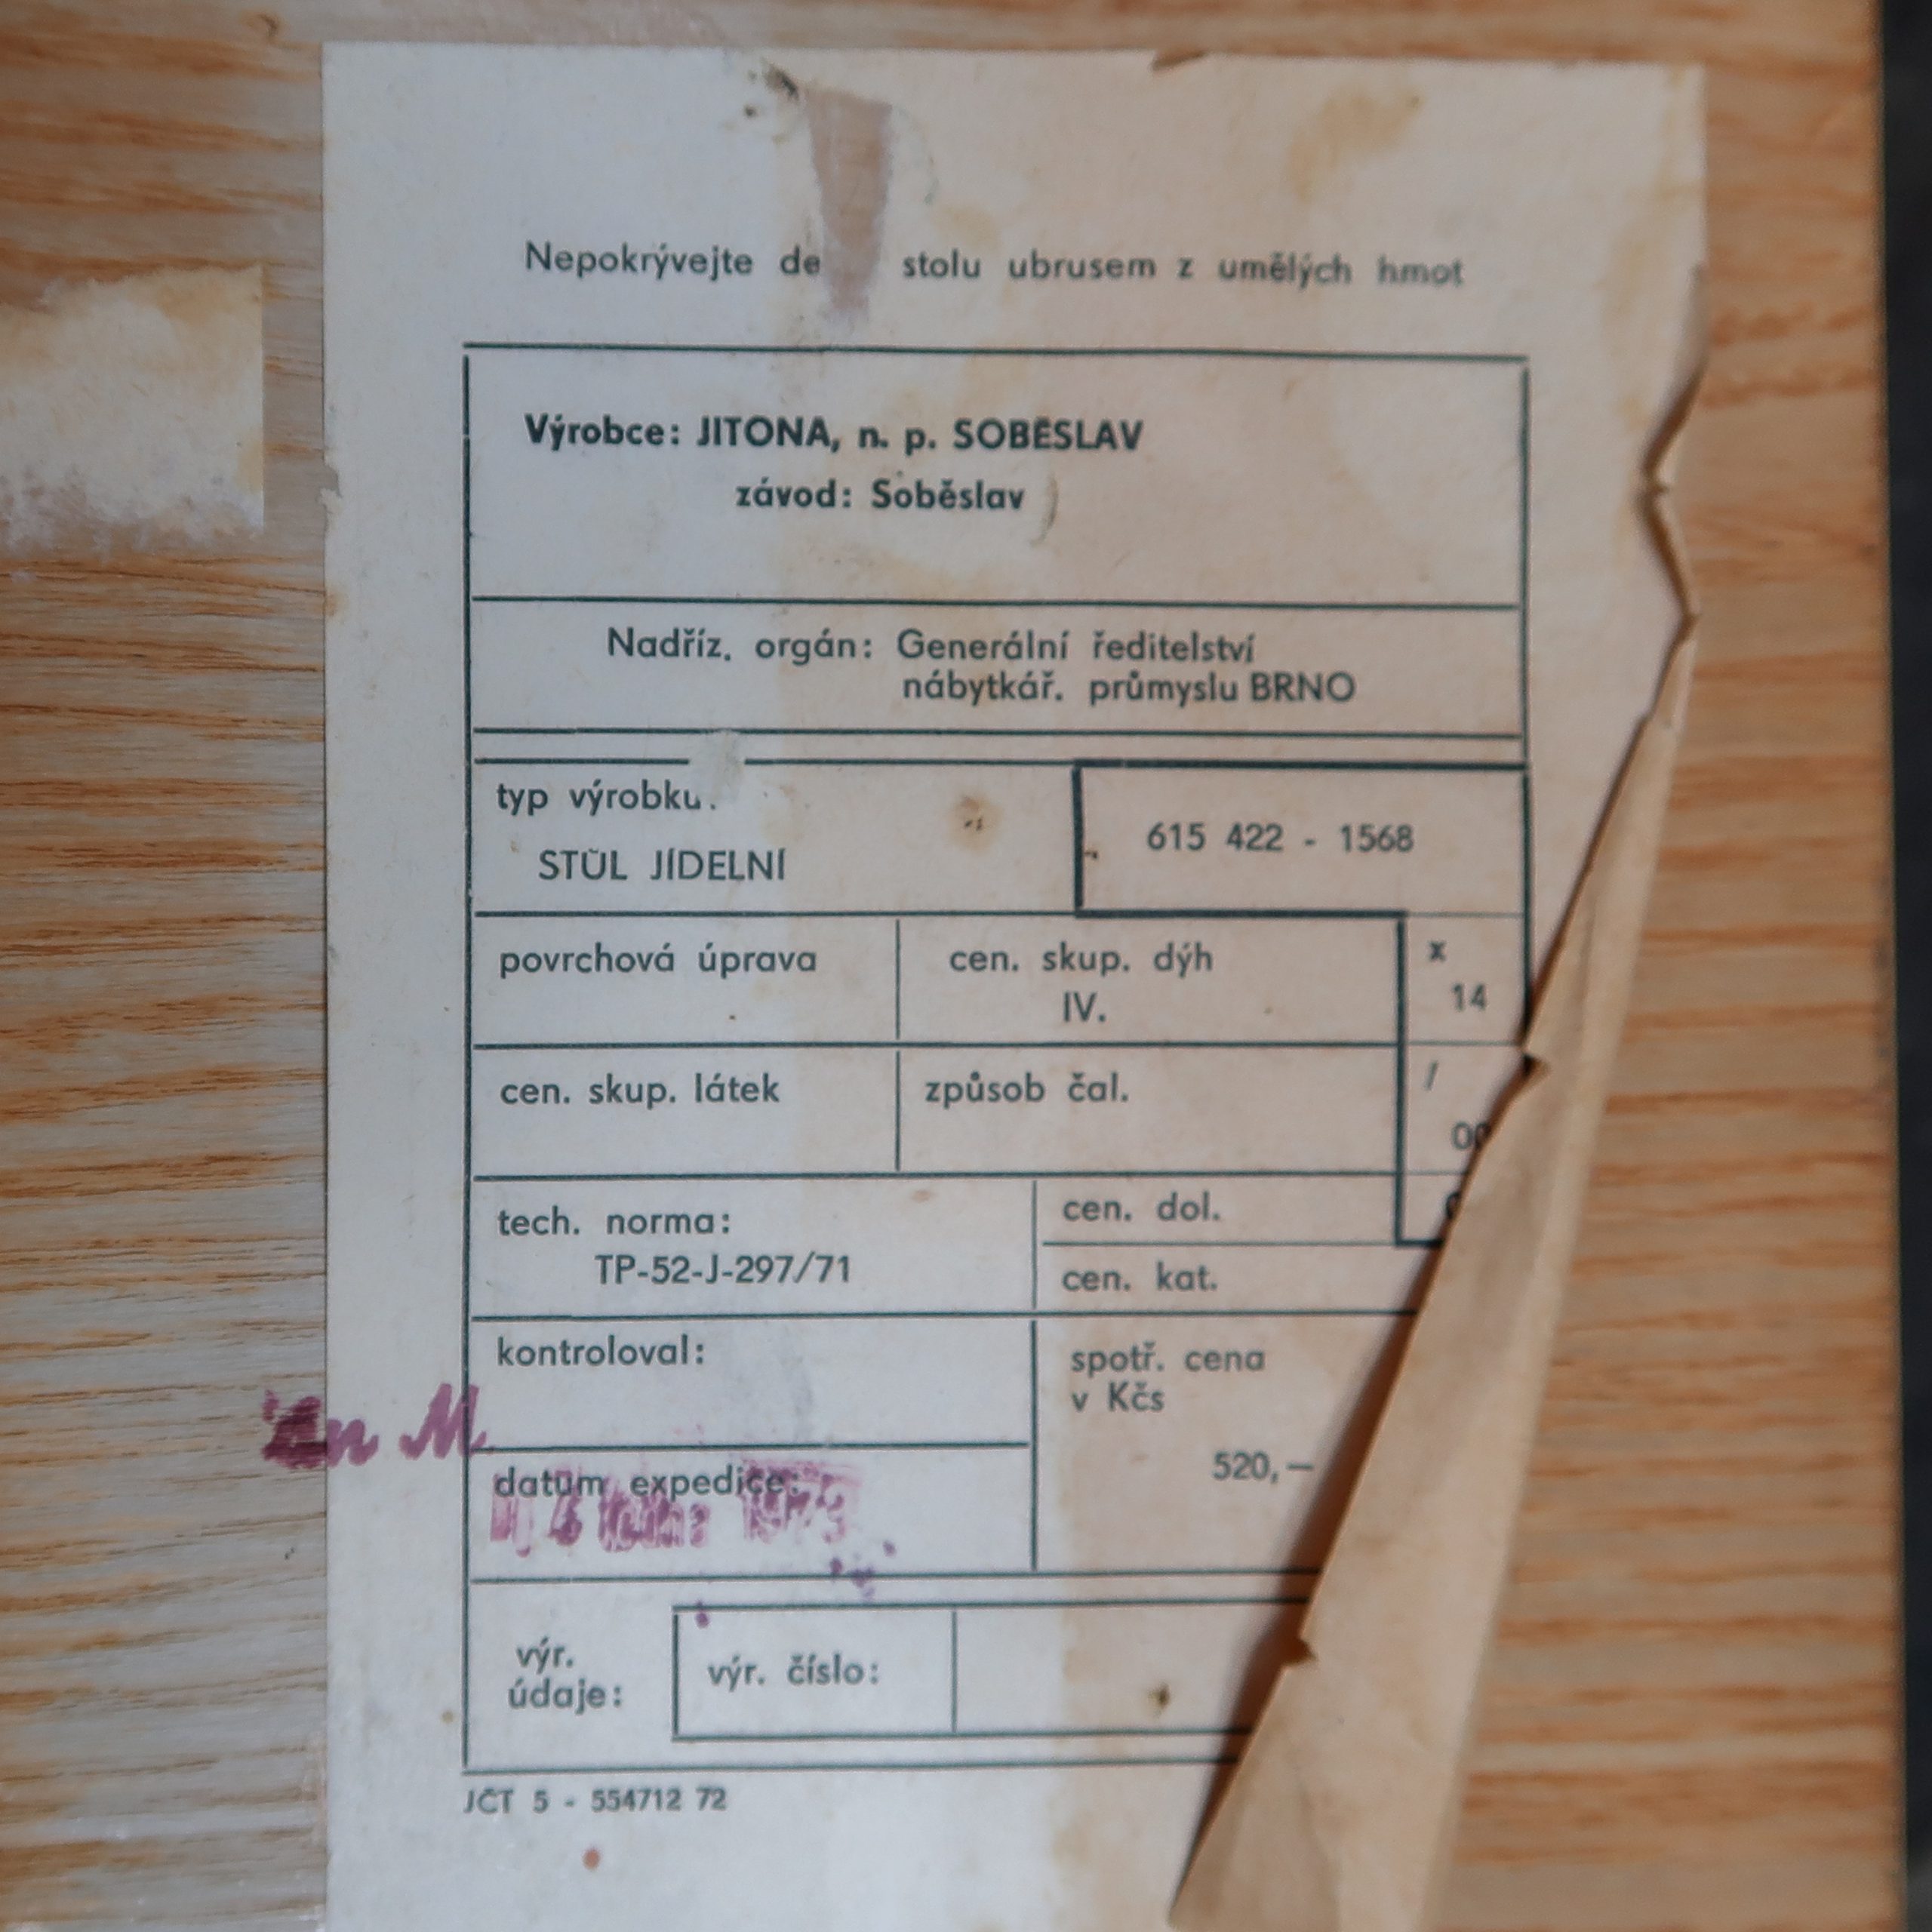 Nepokrývejte de stolu ubrusem z umělých hmot
Výrobce: JITONA, n. p. SOBĚSLAV
závod: Soběslav
Nadříz. orgán: Generální ředitelství
nábytkář. průmyslu BRNO
typ výrobku:
STŮL JÍDELNÍ
615 422 - 1568
povrchová úprava
cen. skup. dýh
IV.
x
14
cen. skup. látek
způsob čal.
/
00
tech. norma:
TP-52-J-297/71
cen. dol.
cen. kat.
kontroloval:
spotř. cena
v Kčs
520,—
datum expedice:
výr.
údaje:
výr. číslo:
JČT 5 - 554712 72